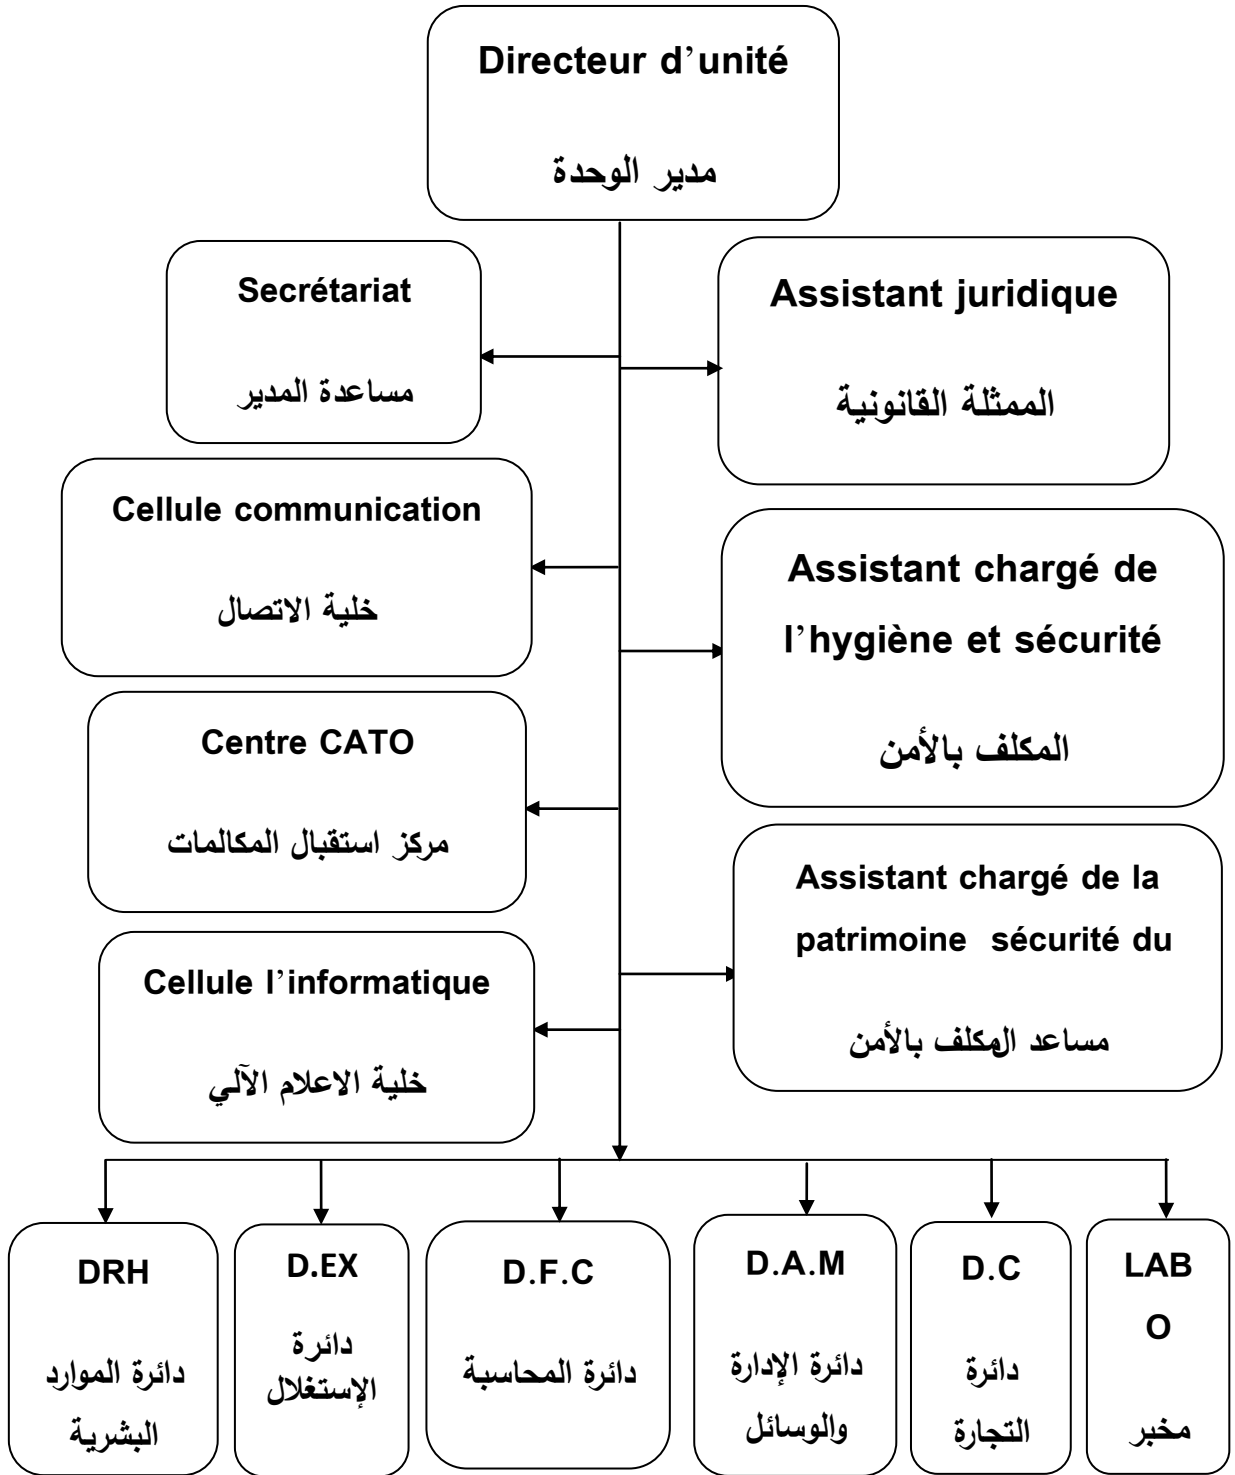 Directeur d’unité
مدير الوحدة
Secrétariat
مساعدة المدير
Assistant juridique
الممثلة القانونية
Cellule communication
خلية الاتصال
Assistant chargé de
l’hygiène et sécurité
المكلف بالأمن
Centre CATO
مركز استقبال المكالمات
Assistant chargé de la
patrimoine sécurité du
مساعد المكلف بالأمن
Cellule l’informatique
خلية الاعلام الآلي
DRH
دائرة الموارد
البشرية
D.EX
دائرة
الإستغلال
D.F.C
دائرة المحاسبة
D.A.M
دائرة الإدارة
والوسائل
D.C
دائرة
التجارة
LAB
O
مخبر